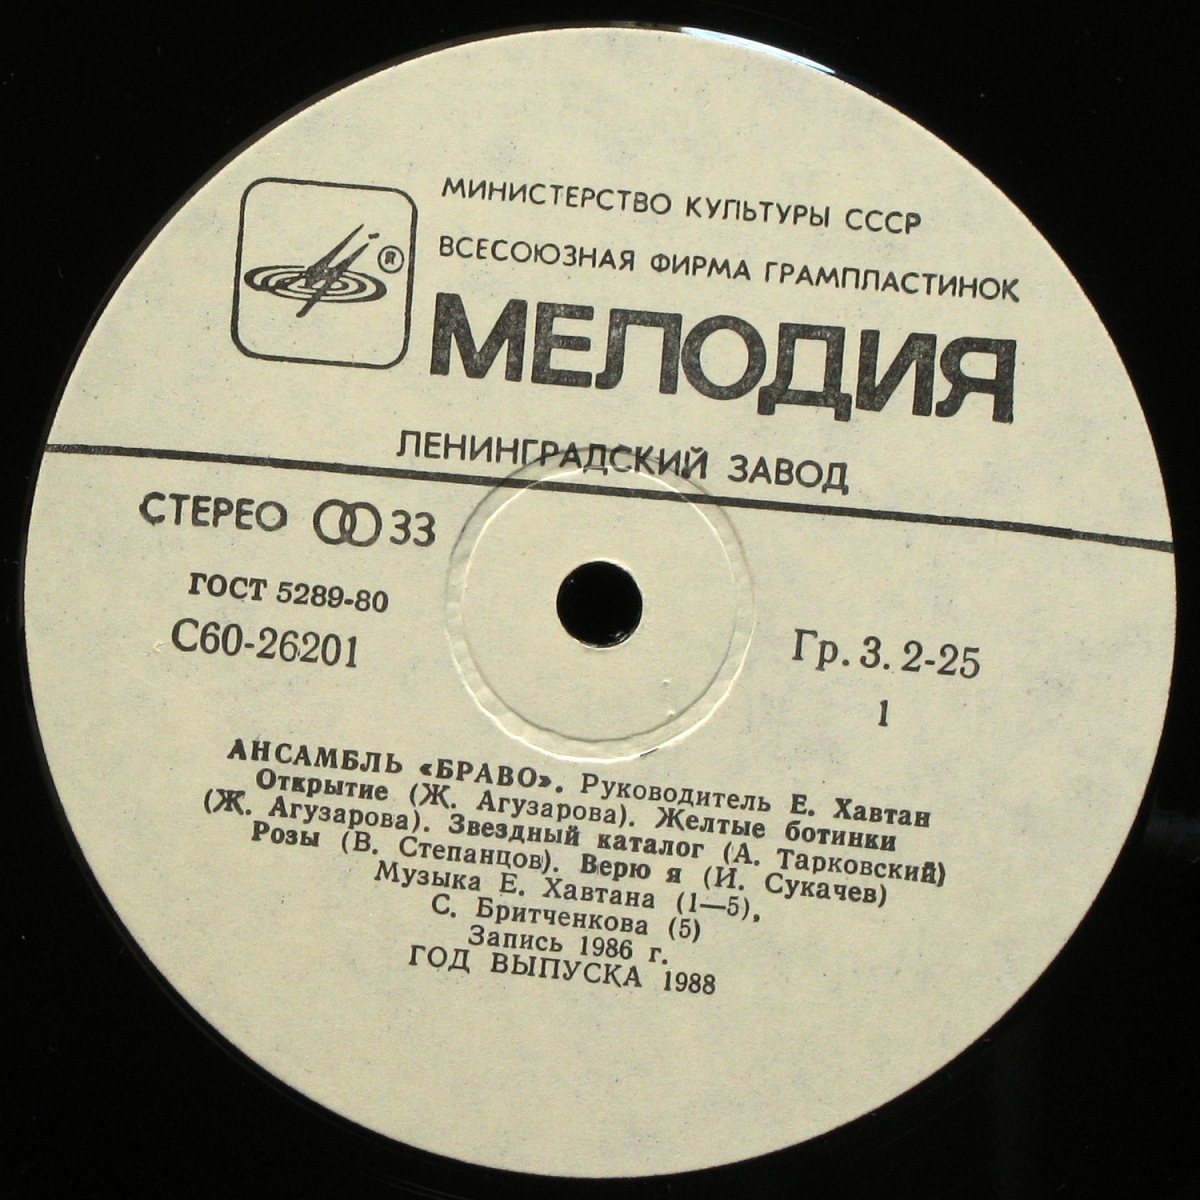 МИНИСТЕРСТВО КУЛЬТУРЫ СССР
ВСЕСОЮЗНАЯ ФИРМА ГРАМПЛАСТИНОК
®
МЕЛОДИЯ
ЛЕНИНГРАДСКИЙ ЗАВОД
СТЕРЕО 33
ГОСТ 5289-80
С60-26201
Гр. 3. 2-25
1
АНСАМБЛЬ «БРАВО». Руководитель Е. Хавтан
Открытие (Ж. Агузарова). Желтые ботинки
(Ж. Агузарова). Звездный каталог (А. Тарковский)
Розы (В. Степанцов). Верю я (И. Сукачев)
Музыка Е. Хавтана (1—5),
С. Бритченкова (5)
Запись 1986 г.
ГОД ВЫПУСКА 1988